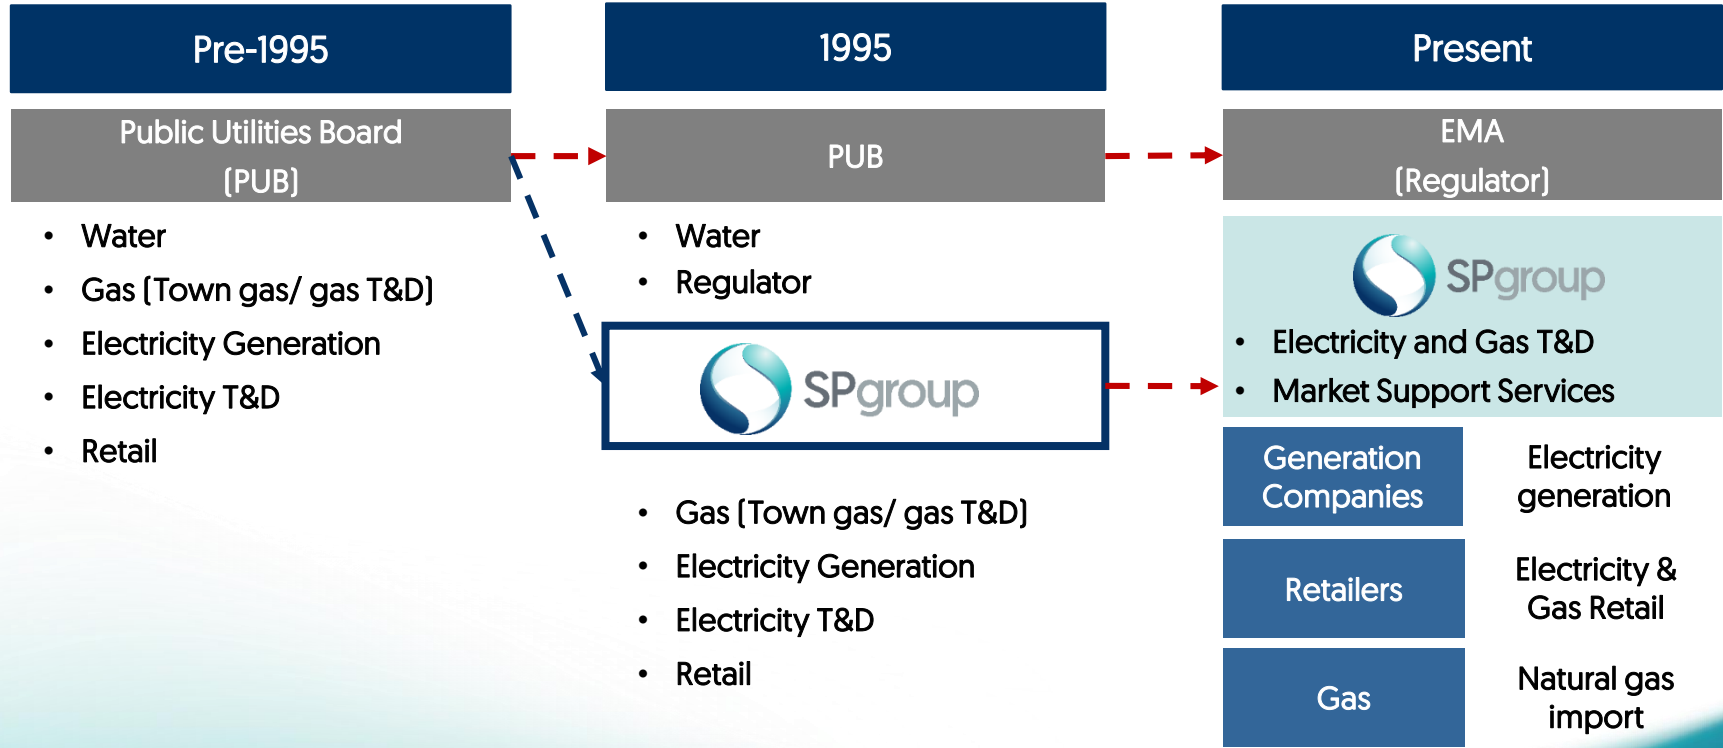 Pre-1995
Public Utilities Board
(PUB)
• Water
• Gas (Town gas/ gas T&D)
• Electricity Generation
• Electricity T&D
• Retail
1995
PUB
• Water
• Regulator
SPgroup
• Gas (Town gas/ gas T&D)
• Electricity Generation
• Electricity T&D
• Retail
Present
EMA
(Regulator)
SPgroup
• Electricity and Gas T&D
• Market Support Services
Generation
Companies
Electricity
generation
Retailers
Electricity &
Gas Retail
Gas
Natural gas
import